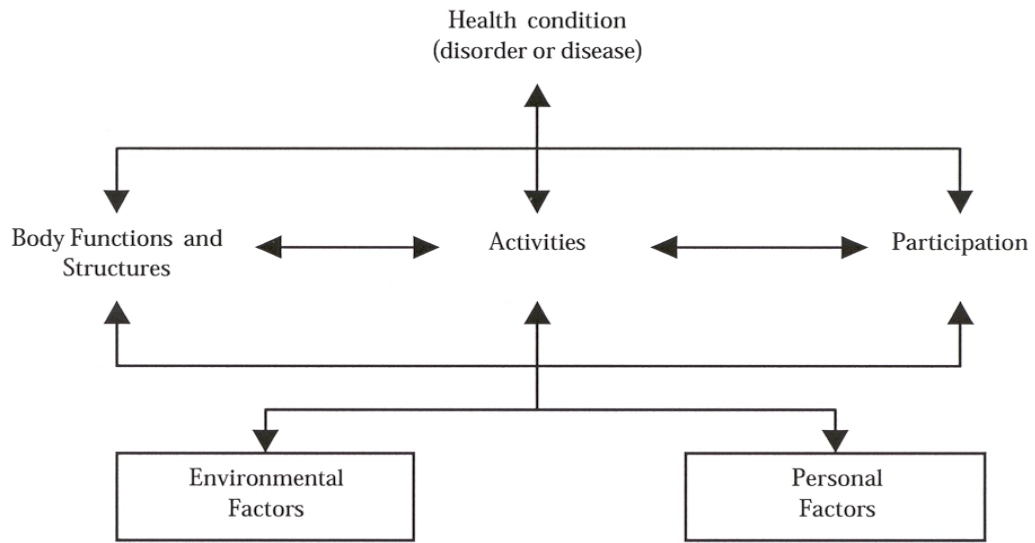 Health condition
(disorder or disease)
Body Functions and
Structures
Activities
Participation
Environmental
Factors
Personal
Factors